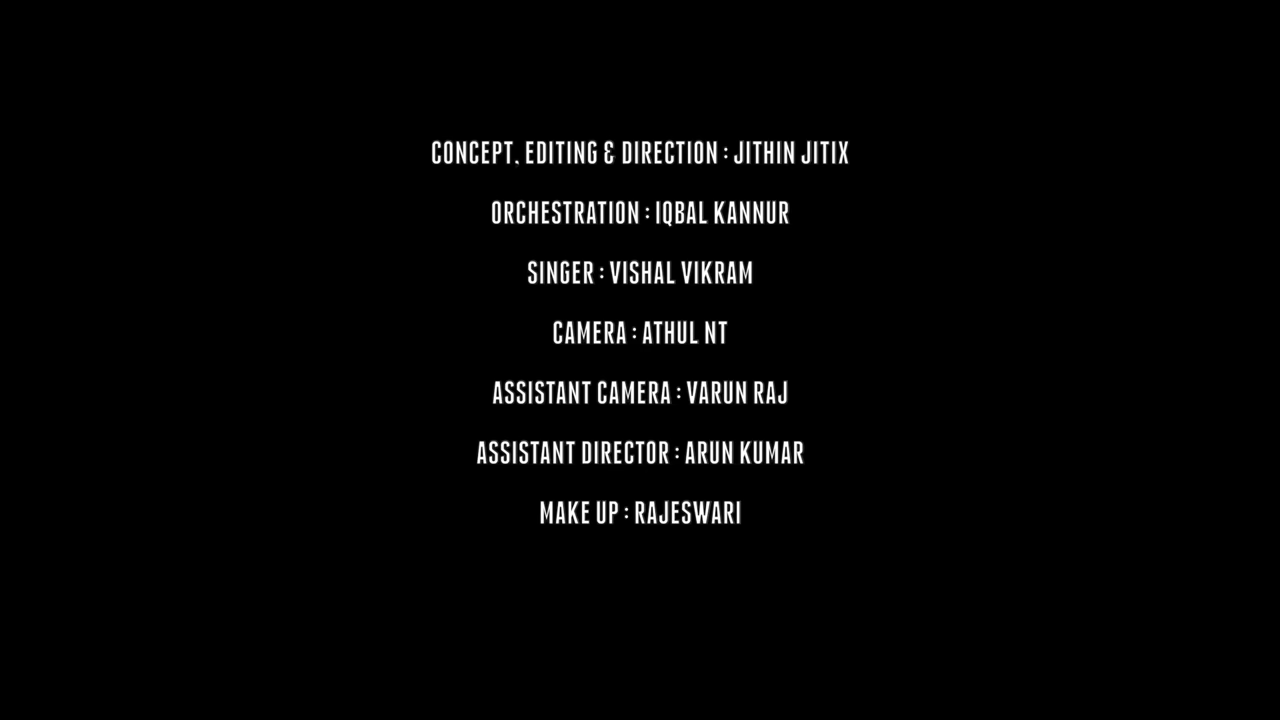 CONCEPT, EDITING & DIRECTION : JITHIN JITIX
ORCHESTRATION : IQBAL KANNUR
SINGER : VISHAL VIKRAM
CAMERA : ATHUL NT
ASSISTANT CAMERA : VARUN RAJ
ASSISTANT DIRECTOR : ARUN KUMAR
MAKE UP : RAJESWARI